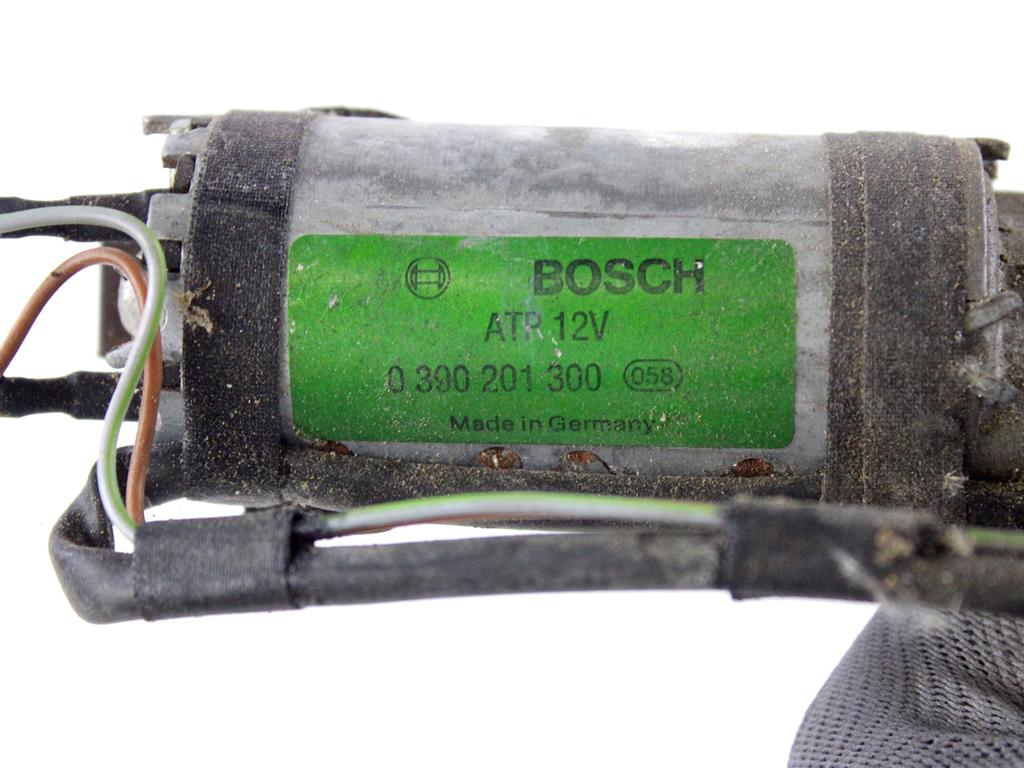 BOSCH
ATR 12V
0 390 201 300 058
Made in Germany